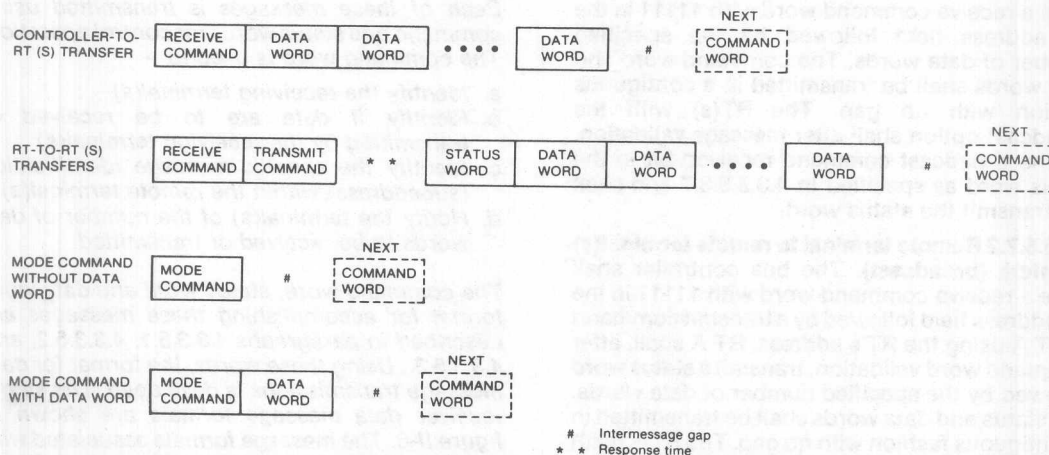 NEXT
CONTROLLER-TO-
RT (S) TRANSFER
RECEIVE
COMMAND
DATA
WORD
DATA
WORD
• • • •
DATA
WORD
#
COMMAND
WORD
NEXT
RT-TO-RT (S)
TRANSFERS
RECEIVE
COMMAND
TRANSMIT
COMMAND
*
STATUS
WORD
DATA
WORD
DATA
WORD
• • • •
DATA
WORD
#
COMMAND
WORD
NEXT
MODE COMMAND
WITHOUT DATA
WORD
MODE
COMMAND
#
COMMAND
WORD
NEXT
MODE COMMAND
WITH DATA WORD
MODE
COMMAND
DATA
WORD
#
COMMAND
WORD
# Intermessage gap
* * Response time